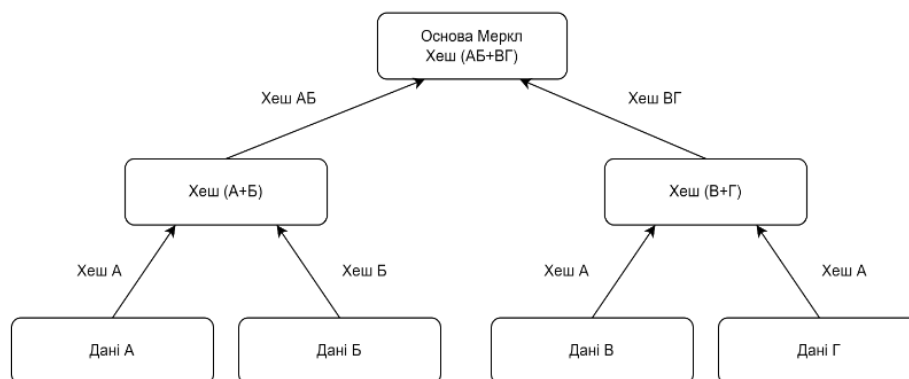 Основа Меркл
Хеш (АБ+ВГ)
Хеш АБ
Хеш ВГ
Хеш (А+Б)
Хеш (В+Г)
Хеш А
Хеш Б
Хеш А
Хеш А
Дані А
Дані Б
Дані В
Дані Г